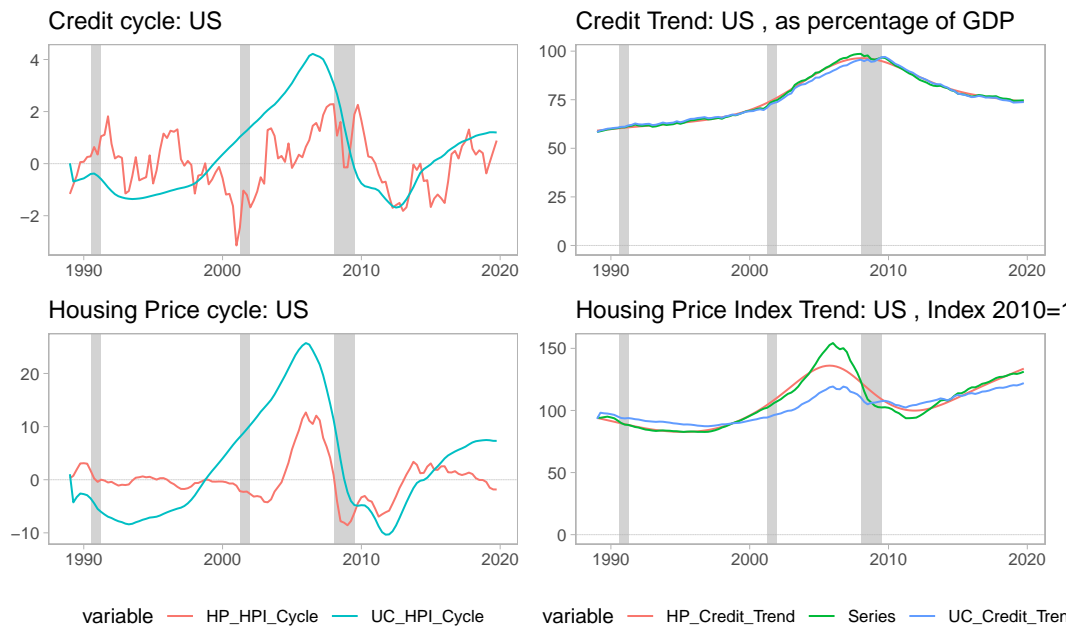 Credit cycle: US
4
2
0
−2
1990 2000 2010 2020
Credit Trend: US , as percentage of GDP
100
75
50
25
0
1990 2000 2010 2020
Housing Price cycle: US
20
10
0
−10
1990 2000 2010 2020
Housing Price Index Trend: US , Index 2010=1
150
100
50
0
1990 2000 2010 2020
variable HP_HPI_Cycle UC_HPI_Cycle
variable HP_Credit_Trend Series UC_Credit_Tren